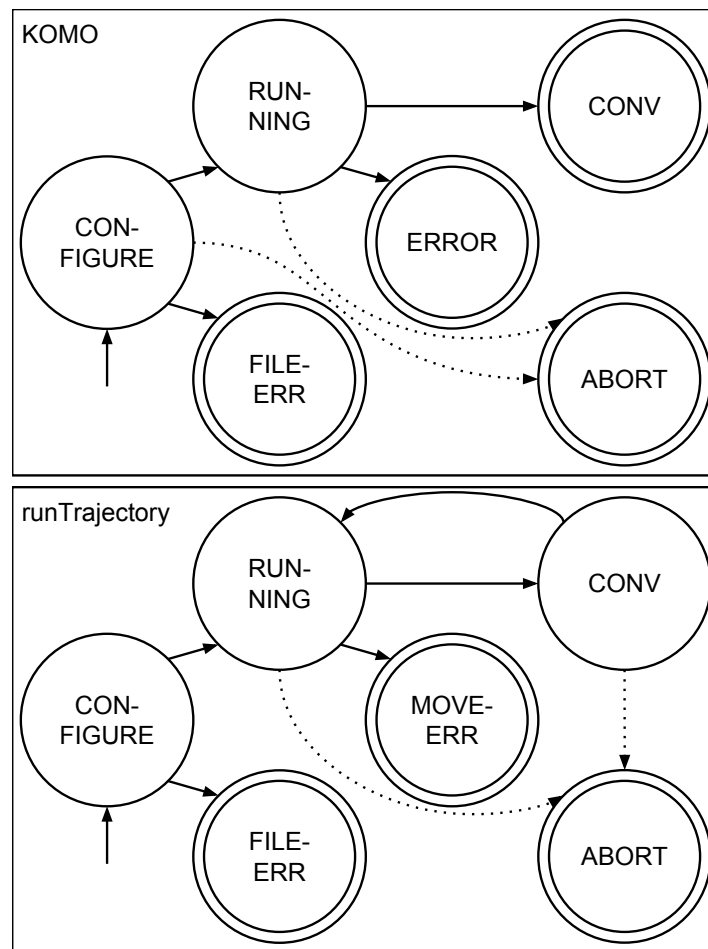 KOMO
RUN-
NING
CONV
CON-
FIGURE
ERROR
FILE-
ERR
ABORT
runTrajectory
RUN-
NING
CONV
CON-
FIGURE
MOVE-
ERR
FILE-
ERR
ABORT